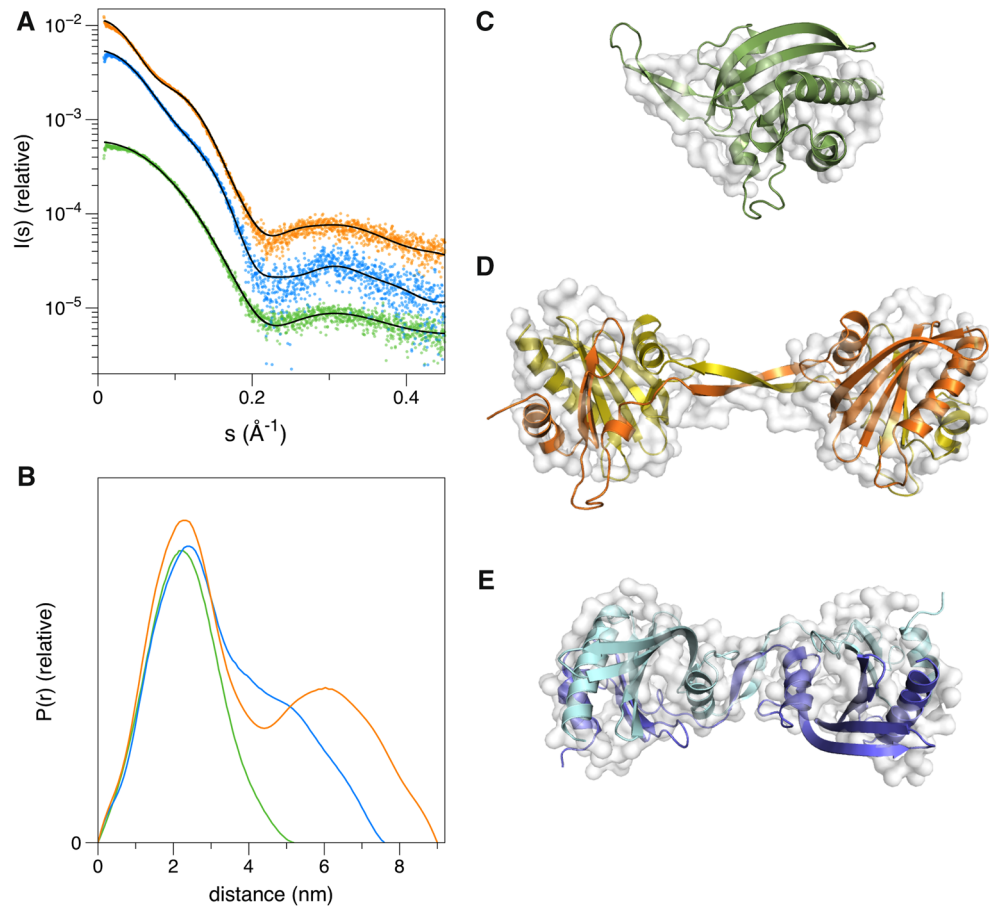 A
10⁻²
10⁻³
10⁻⁴
10⁻⁵
I(s) (relative)
0
0.2
0.4
s (Å⁻¹)
B
P(r) (relative)
0
0
2
4
6
8
distance (nm)
C
D
E